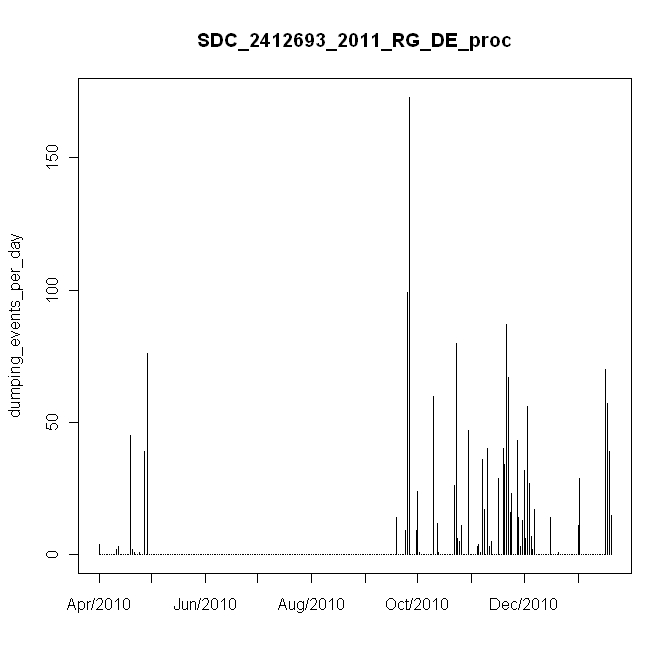 SDC_2412693_2011_RG_DE_proc
dumping_events_per_day
150
100
50
0
Apr/2010 Jun/2010 Aug/2010 Oct/2010 Dec/2010